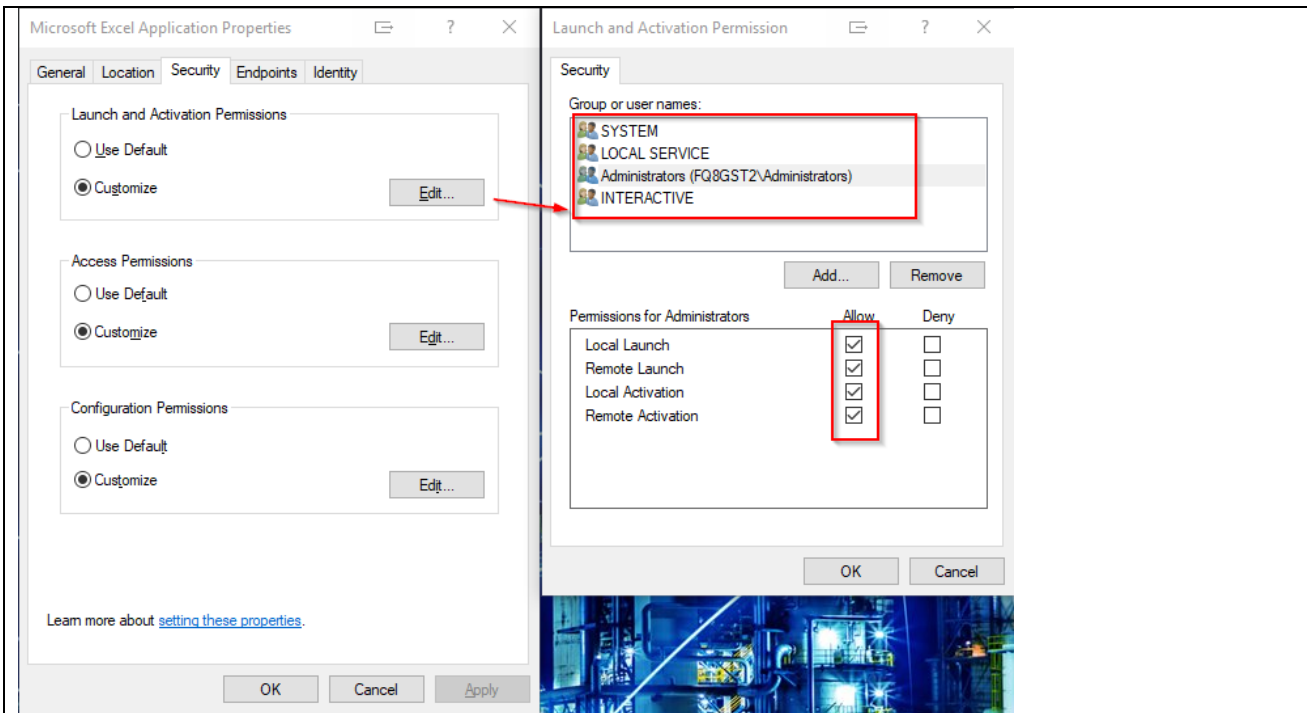 Microsoft Excel Application Properties
?
General Location Security Endpoints Identity
Launch and Activation Permissions
Use Default
Customize
Edit...
Access Permissions
Use Default
Customize
Edit...
Configuration Permissions
Use Default
Customize
Edit...
Learn more about setting these properties.
OK Cancel Apply
Launch and Activation Permission
?
Security
Group or user names:
SYSTEM
LOCAL SERVICE
Administrators (FQ8GST2\Administrators)
INTERACTIVE
Add... Remove
Permissions for Administrators Allow Deny
Local Launch
Remote Launch
Local Activation
Remote Activation
OK Cancel